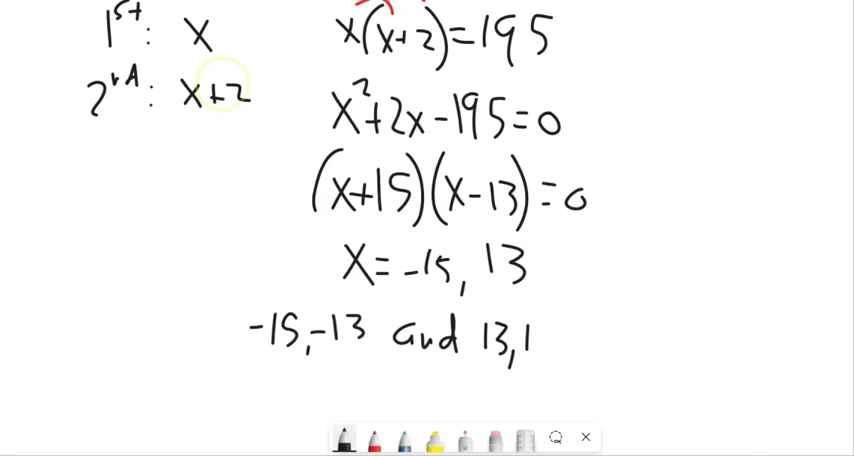 1st: x
2nd: x+2
x(x+2)=195
x²+2x-195=0
(x+15)(x-13)=0
x=-15, 13
-15,-13 and 13,1